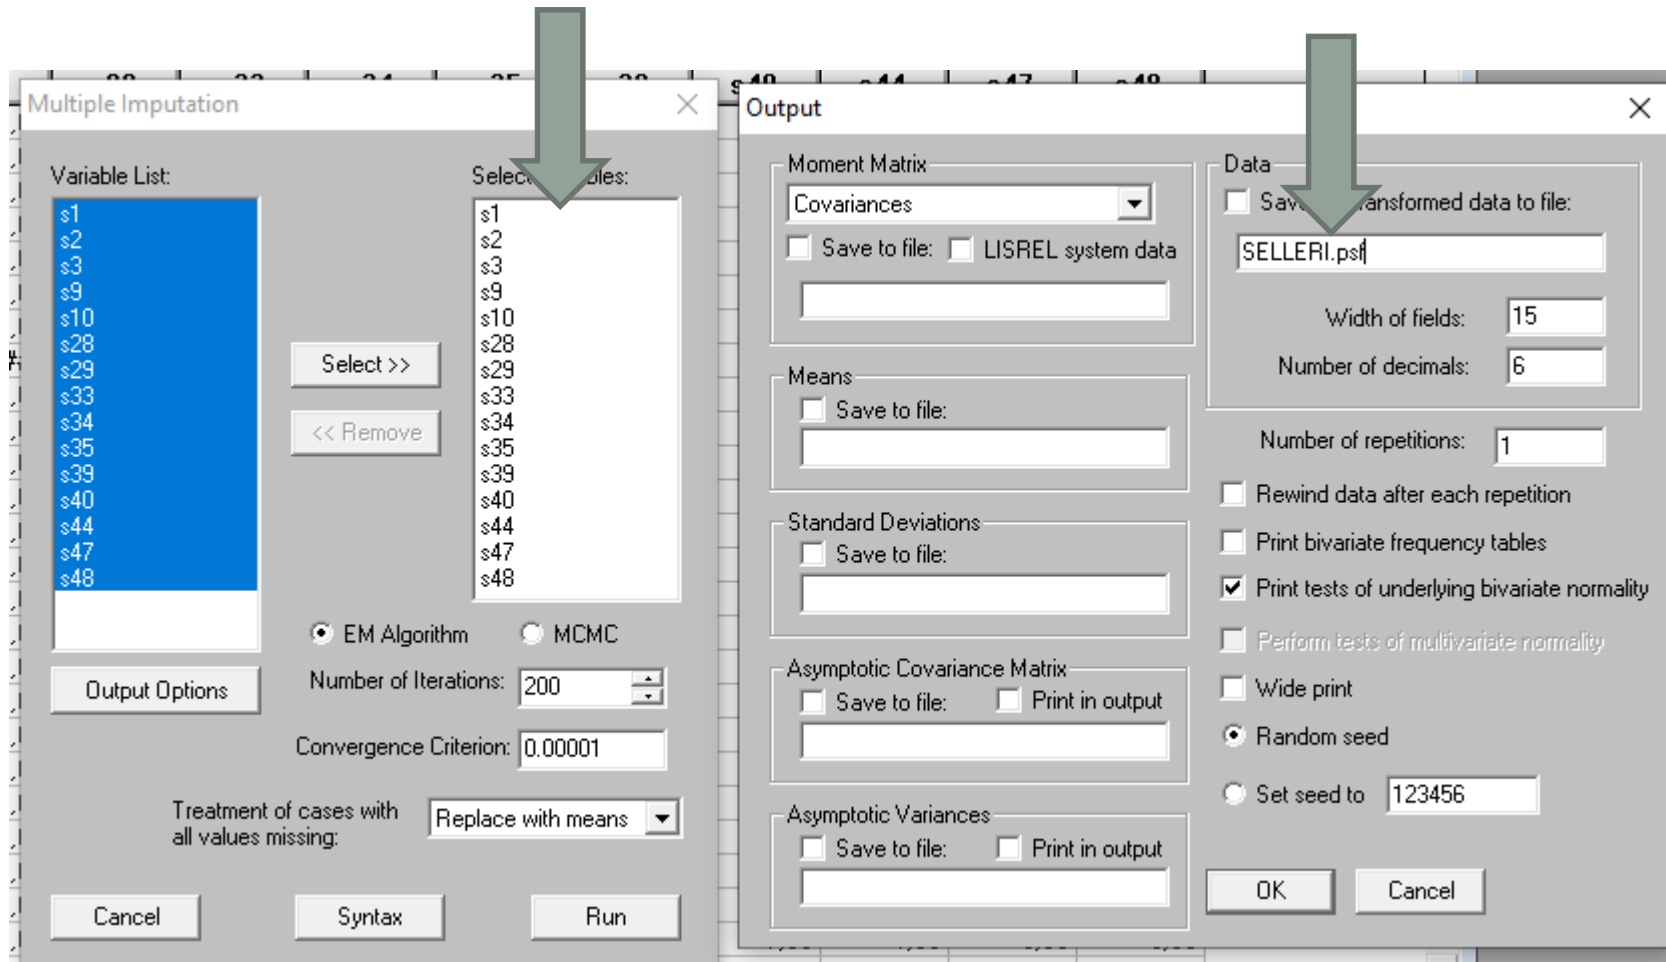 s40 s44 s47 s48
Multiple Imputation
Variable List:
s1
s2
s3
s9
s10
s28
s29
s33
s34
s35
s39
s40
s44
s47
s48
Select >>
<< Remove
s1
s2
s3
s9
s10
s28
s29
s33
s34
s35
s39
s40
s44
s47
s48
Output Options
EM Algorithm
MCMC
Number of Iterations: 200
Convergence Criterion: 0.00001
Treatment of cases with
all values missing:
Replace with means
Cancel
Syntax
Run
Output
Moment Matrix
Covariances
Save to file: LISREL system data
Means
Save to file:
Standard Deviations
Save to file:
Asymptotic Covariance Matrix
Save to file: Print in output
Asymptotic Variances
Save to file: Print in output
Data
data to file:
SELLERI.psf
Width of fields: 15
Number of decimals: 6
Number of repetitions: 1
Rewind data after each repetition
Print bivariate frequency tables
Print tests of underlying bivariate normality
Perform tests of multivariate normality
Wide print
Random seed
Set seed to 123456
OK
Cancel